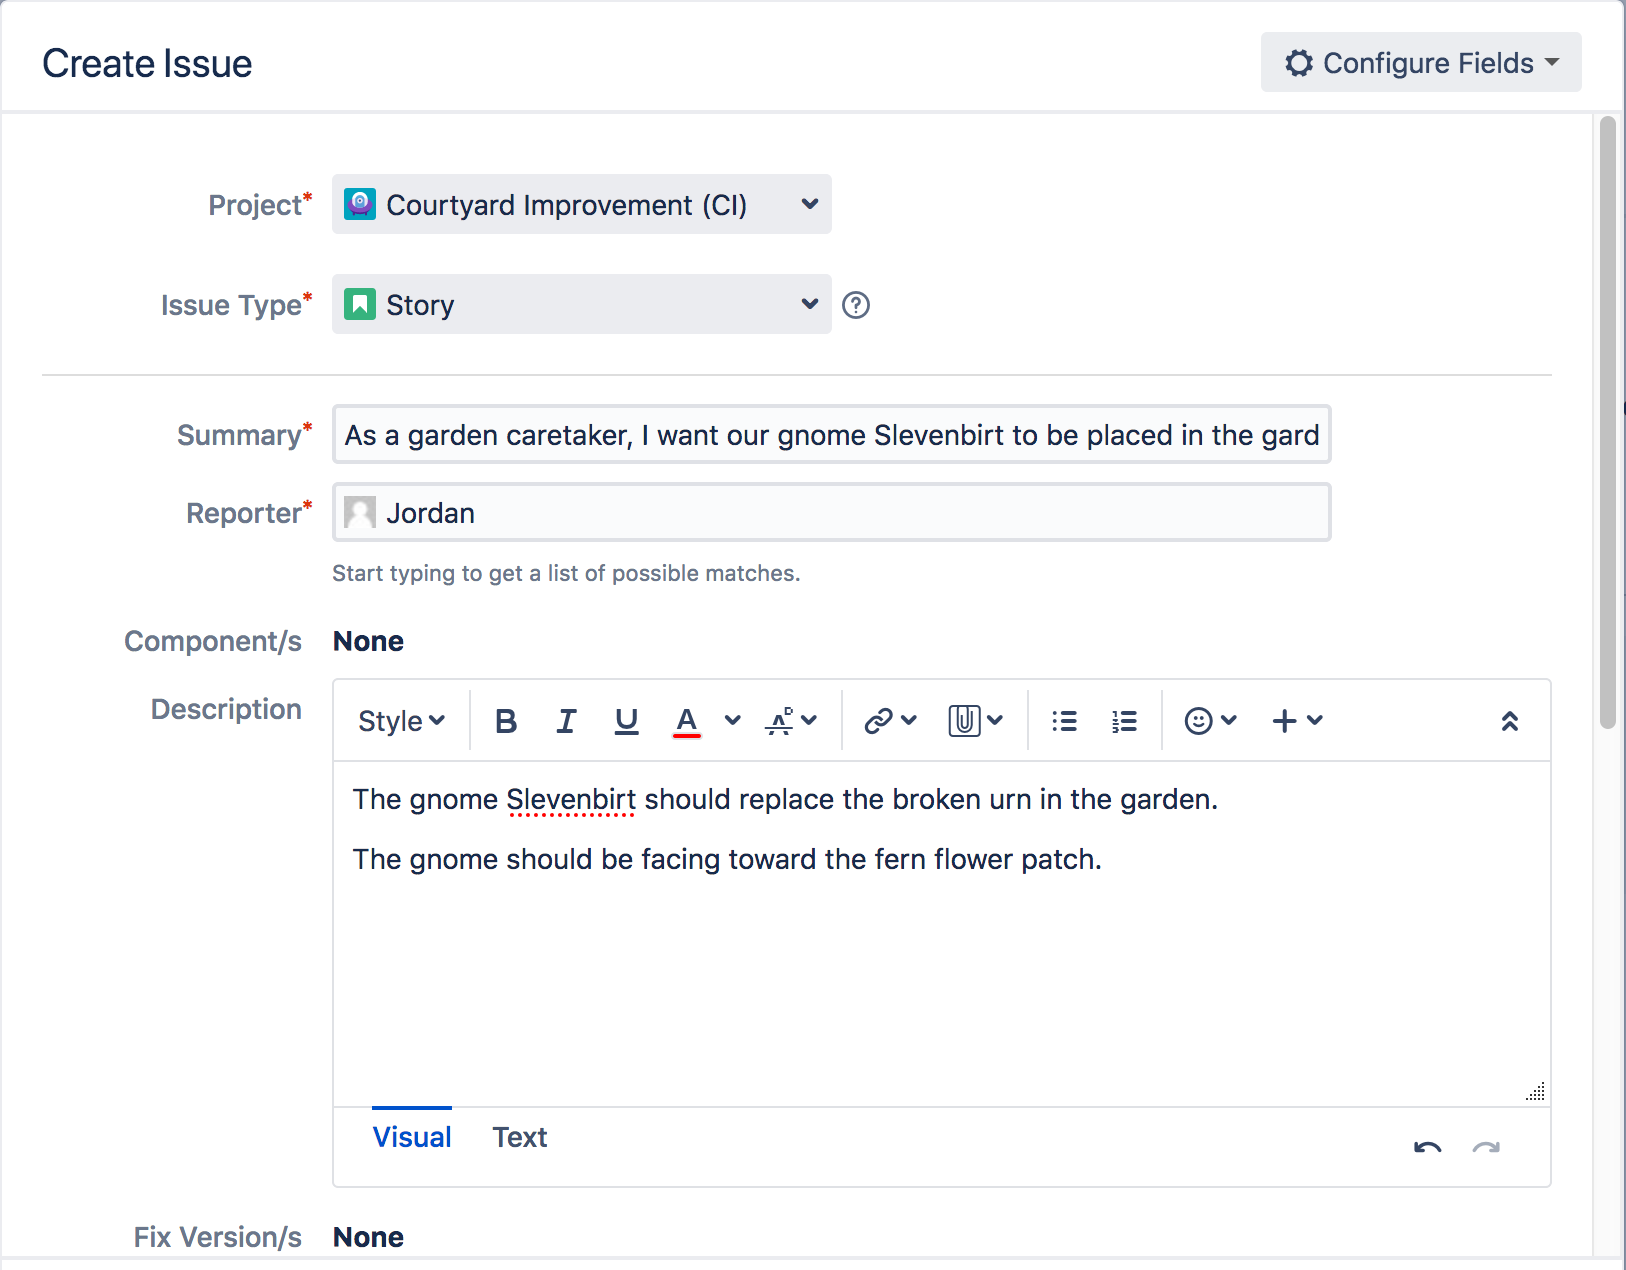 Create Issue
Configure Fields
Project*
Courtyard Improvement (CI)
Issue Type*
Story
Summary*
As a garden caretaker, I want our gnome Slevenbirt to be placed in the gard
Reporter*
Jordan
Start typing to get a list of possible matches.
Component/s
None
Description
Style
The gnome Slevenbirt should replace the broken urn in the garden.
The gnome should be facing toward the fern flower patch.
Visual
Text
Fix Version/s
None